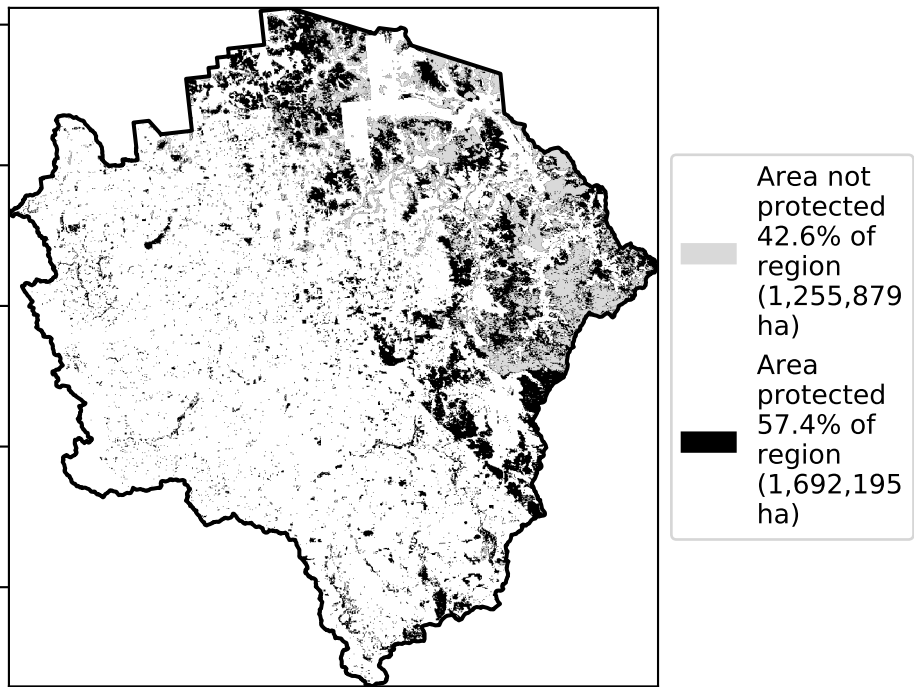 Area not
protected
42.6% of
region
(1,255,879
ha)
Area
protected
57.4% of
region
(1,692,195
ha)